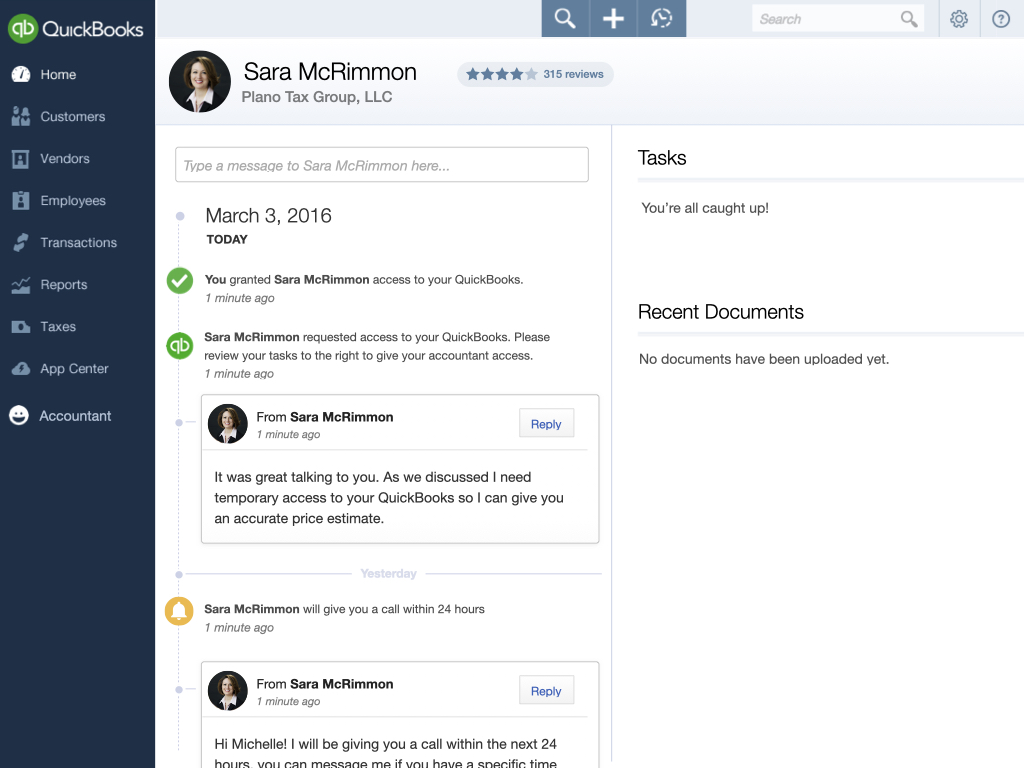 QuickBooks
Search
Home
Customers
Vendors
Employees
Transactions
Reports
Taxes
App Center
Accountant
Sara McRimmon
315 reviews
Plano Tax Group, LLC
Type a message to Sara McRimmon here...
March 3, 2016
TODAY
You granted Sara McRimmon access to your QuickBooks.
1 minute ago
Sara McRimmon requested access to your QuickBooks. Please
review your tasks to the right to give your accountant access.
1 minute ago
From Sara McRimmon
1 minute ago
Reply
It was great talking to you. As we discussed I need
temporary access to your QuickBooks so I can give you
an accurate price estimate.
Yesterday
Sara McRimmon will give you a call within 24 hours
1 minute ago
From Sara McRimmon
1 minute ago
Reply
Hi Michelle! I will be giving you a call within the next 24
hours, you can message me if you have a specific time
Tasks
You're all caught up!
Recent Documents
No documents have been uploaded yet.